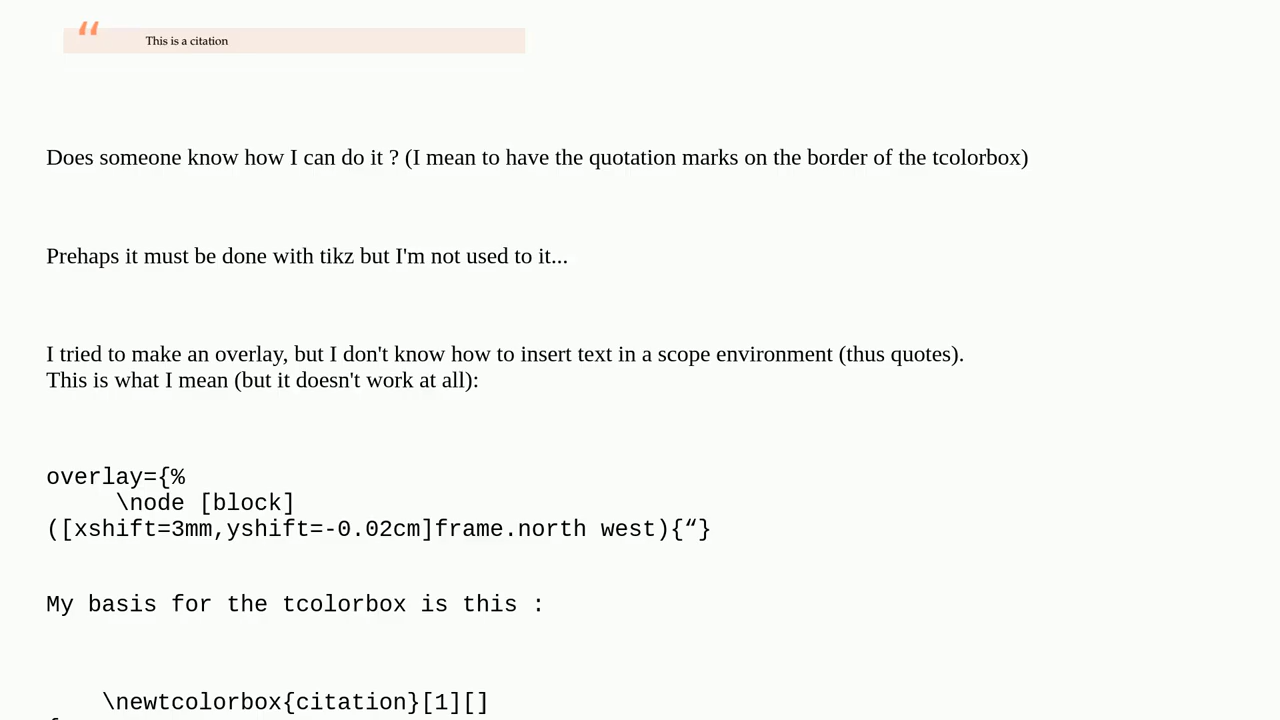 “ This is a citation
Does someone know how I can do it ? (I mean to have the quotation marks on the border of the tcolorbox)
Prehaps it must be done with tikz but I'm not used to it...
I tried to make an overlay, but I don't know how to insert text in a scope environment (thus quotes).
This is what I mean (but it doesn't work at all):
overlay={%
     \node [block]
([xshift=3mm,yshift=-0.02cm]frame.north west){“}
My basis for the tcolorbox is this :
    \newtcolorbox{citation}[1][]